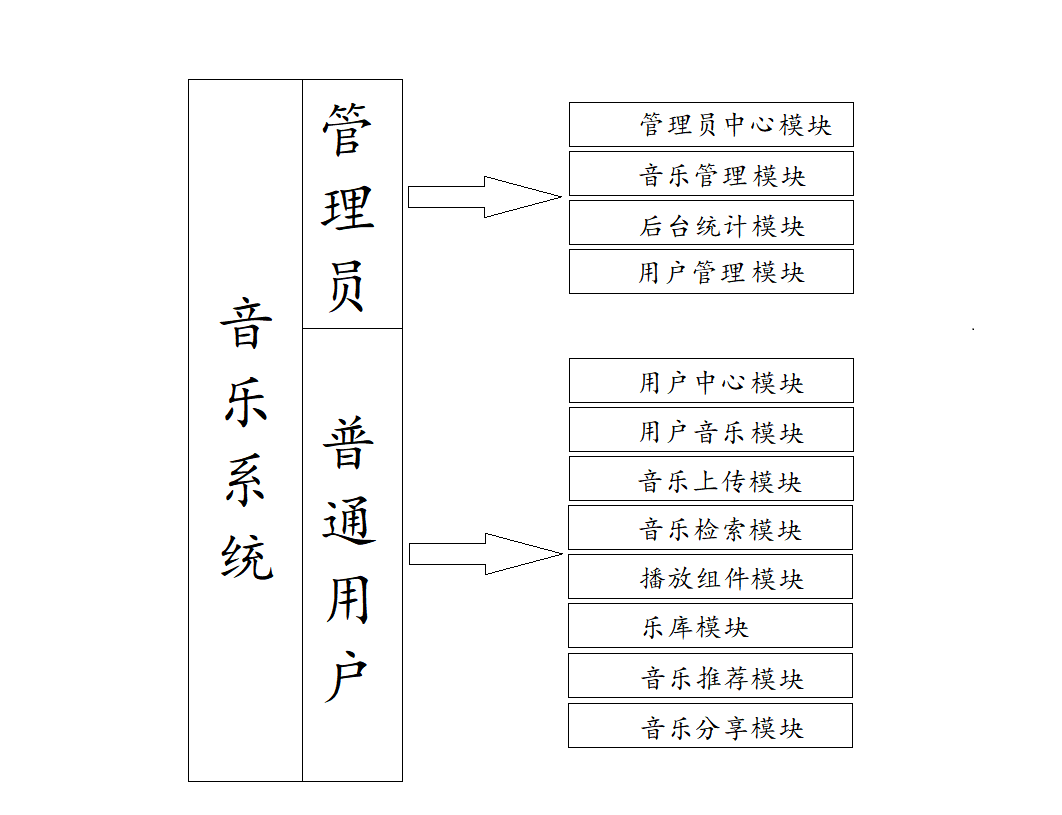 音乐系统
管理员
管理员中心模块
音乐管理模块
后台统计模块
用户管理模块
普通用户
用户中心模块
用户音乐模块
音乐上传模块
音乐检索模块
播放组件模块
乐库模块
音乐推荐模块
音乐分享模块